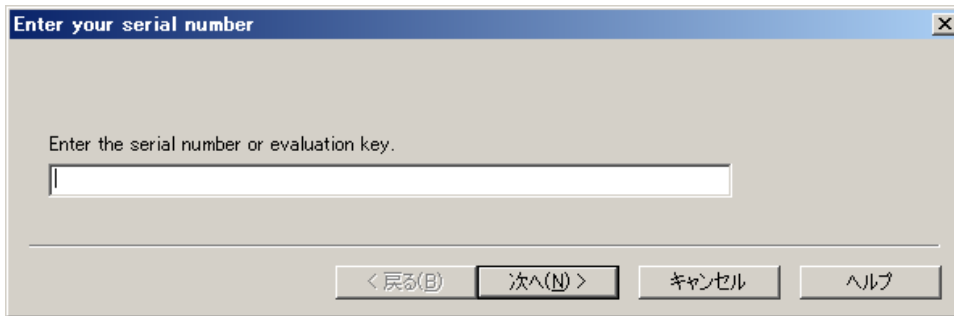 Enter your serial number
Enter the serial number or evaluation key.
< 戻る(B) 次へ(N) > キャンセル ヘルプ